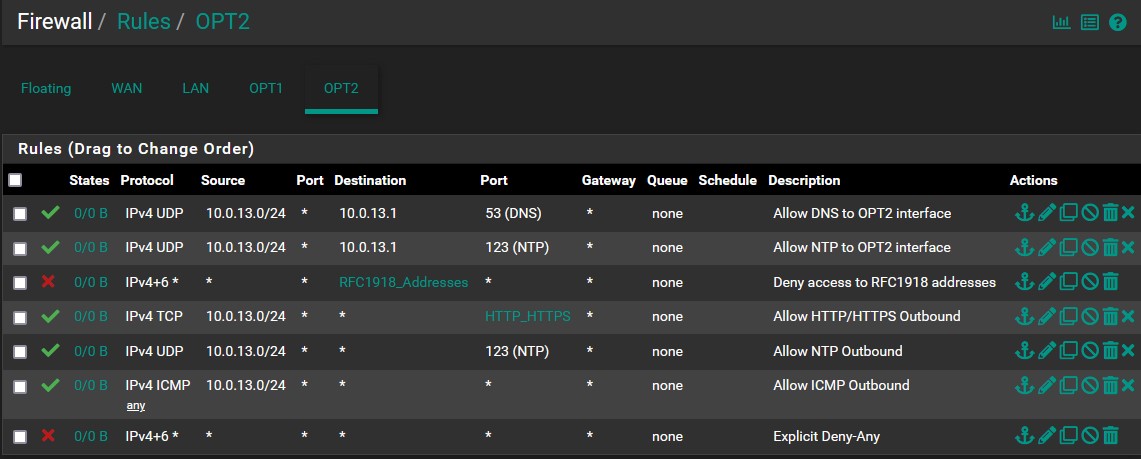 Firewall / Rules / OPT2
Floating WAN LAN OPT1 OPT2
Rules (Drag to Change Order)
States Protocol Source Port Destination Port Gateway Queue Schedule Description Actions
0/0 B IPv4 UDP 10.0.13.0/24 * 10.0.13.1 53 (DNS) * none Allow DNS to OPT2 interface
0/0 B IPv4 UDP 10.0.13.0/24 * 10.0.13.1 123 (NTP) * none Allow NTP to OPT2 interface
0/0 B IPv4+6 * * * RFC1918_Addresses * * none Deny access to RFC1918 addresses
0/0 B IPv4 TCP 10.0.13.0/24 * * HTTP_HTTPS * none Allow HTTP/HTTPS Outbound
0/0 B IPv4 UDP 10.0.13.0/24 * * 123 (NTP) * none Allow NTP Outbound
0/0 B IPv4 ICMP 10.0.13.0/24 * * * * none Allow ICMP Outbound
any
0/0 B IPv4+6 * * * * * * none Explicit Deny-Any